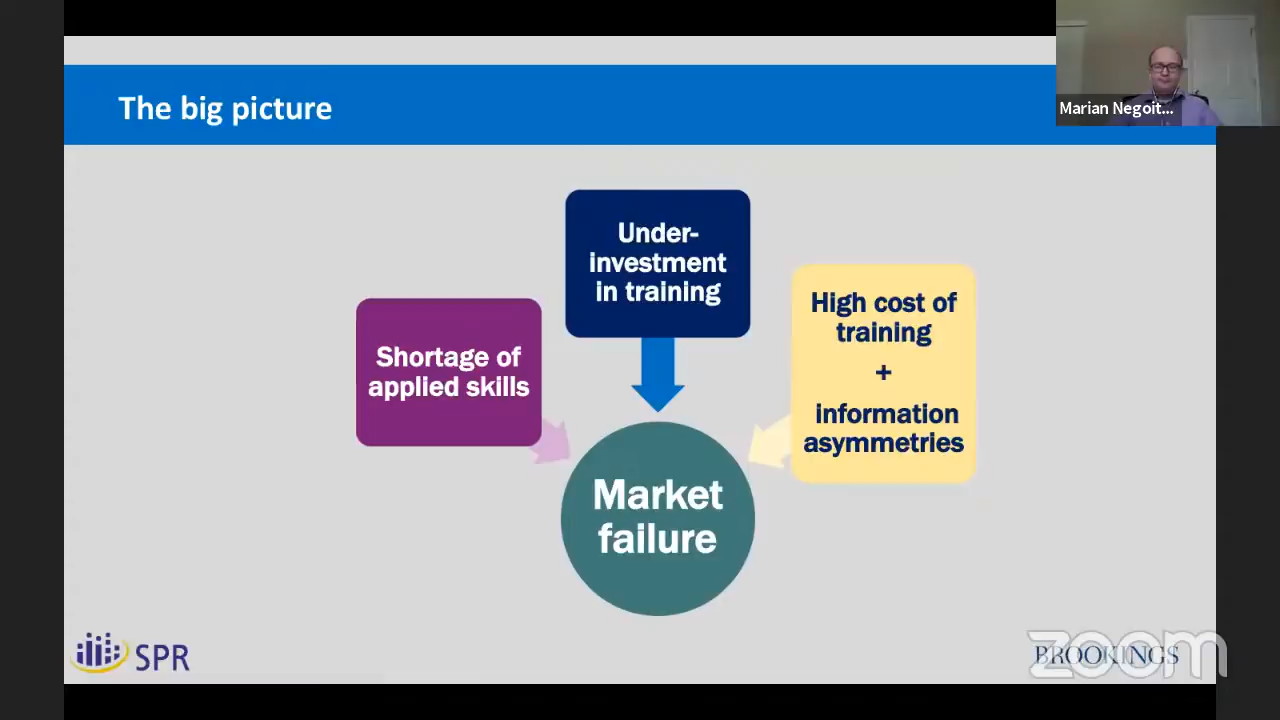 The big picture
Marian Negoit...
Under-
investment
in training
Shortage of
applied skills
High cost of
training
+
information
asymmetries
Market
failure
SPR
BROOKINGS
zoom